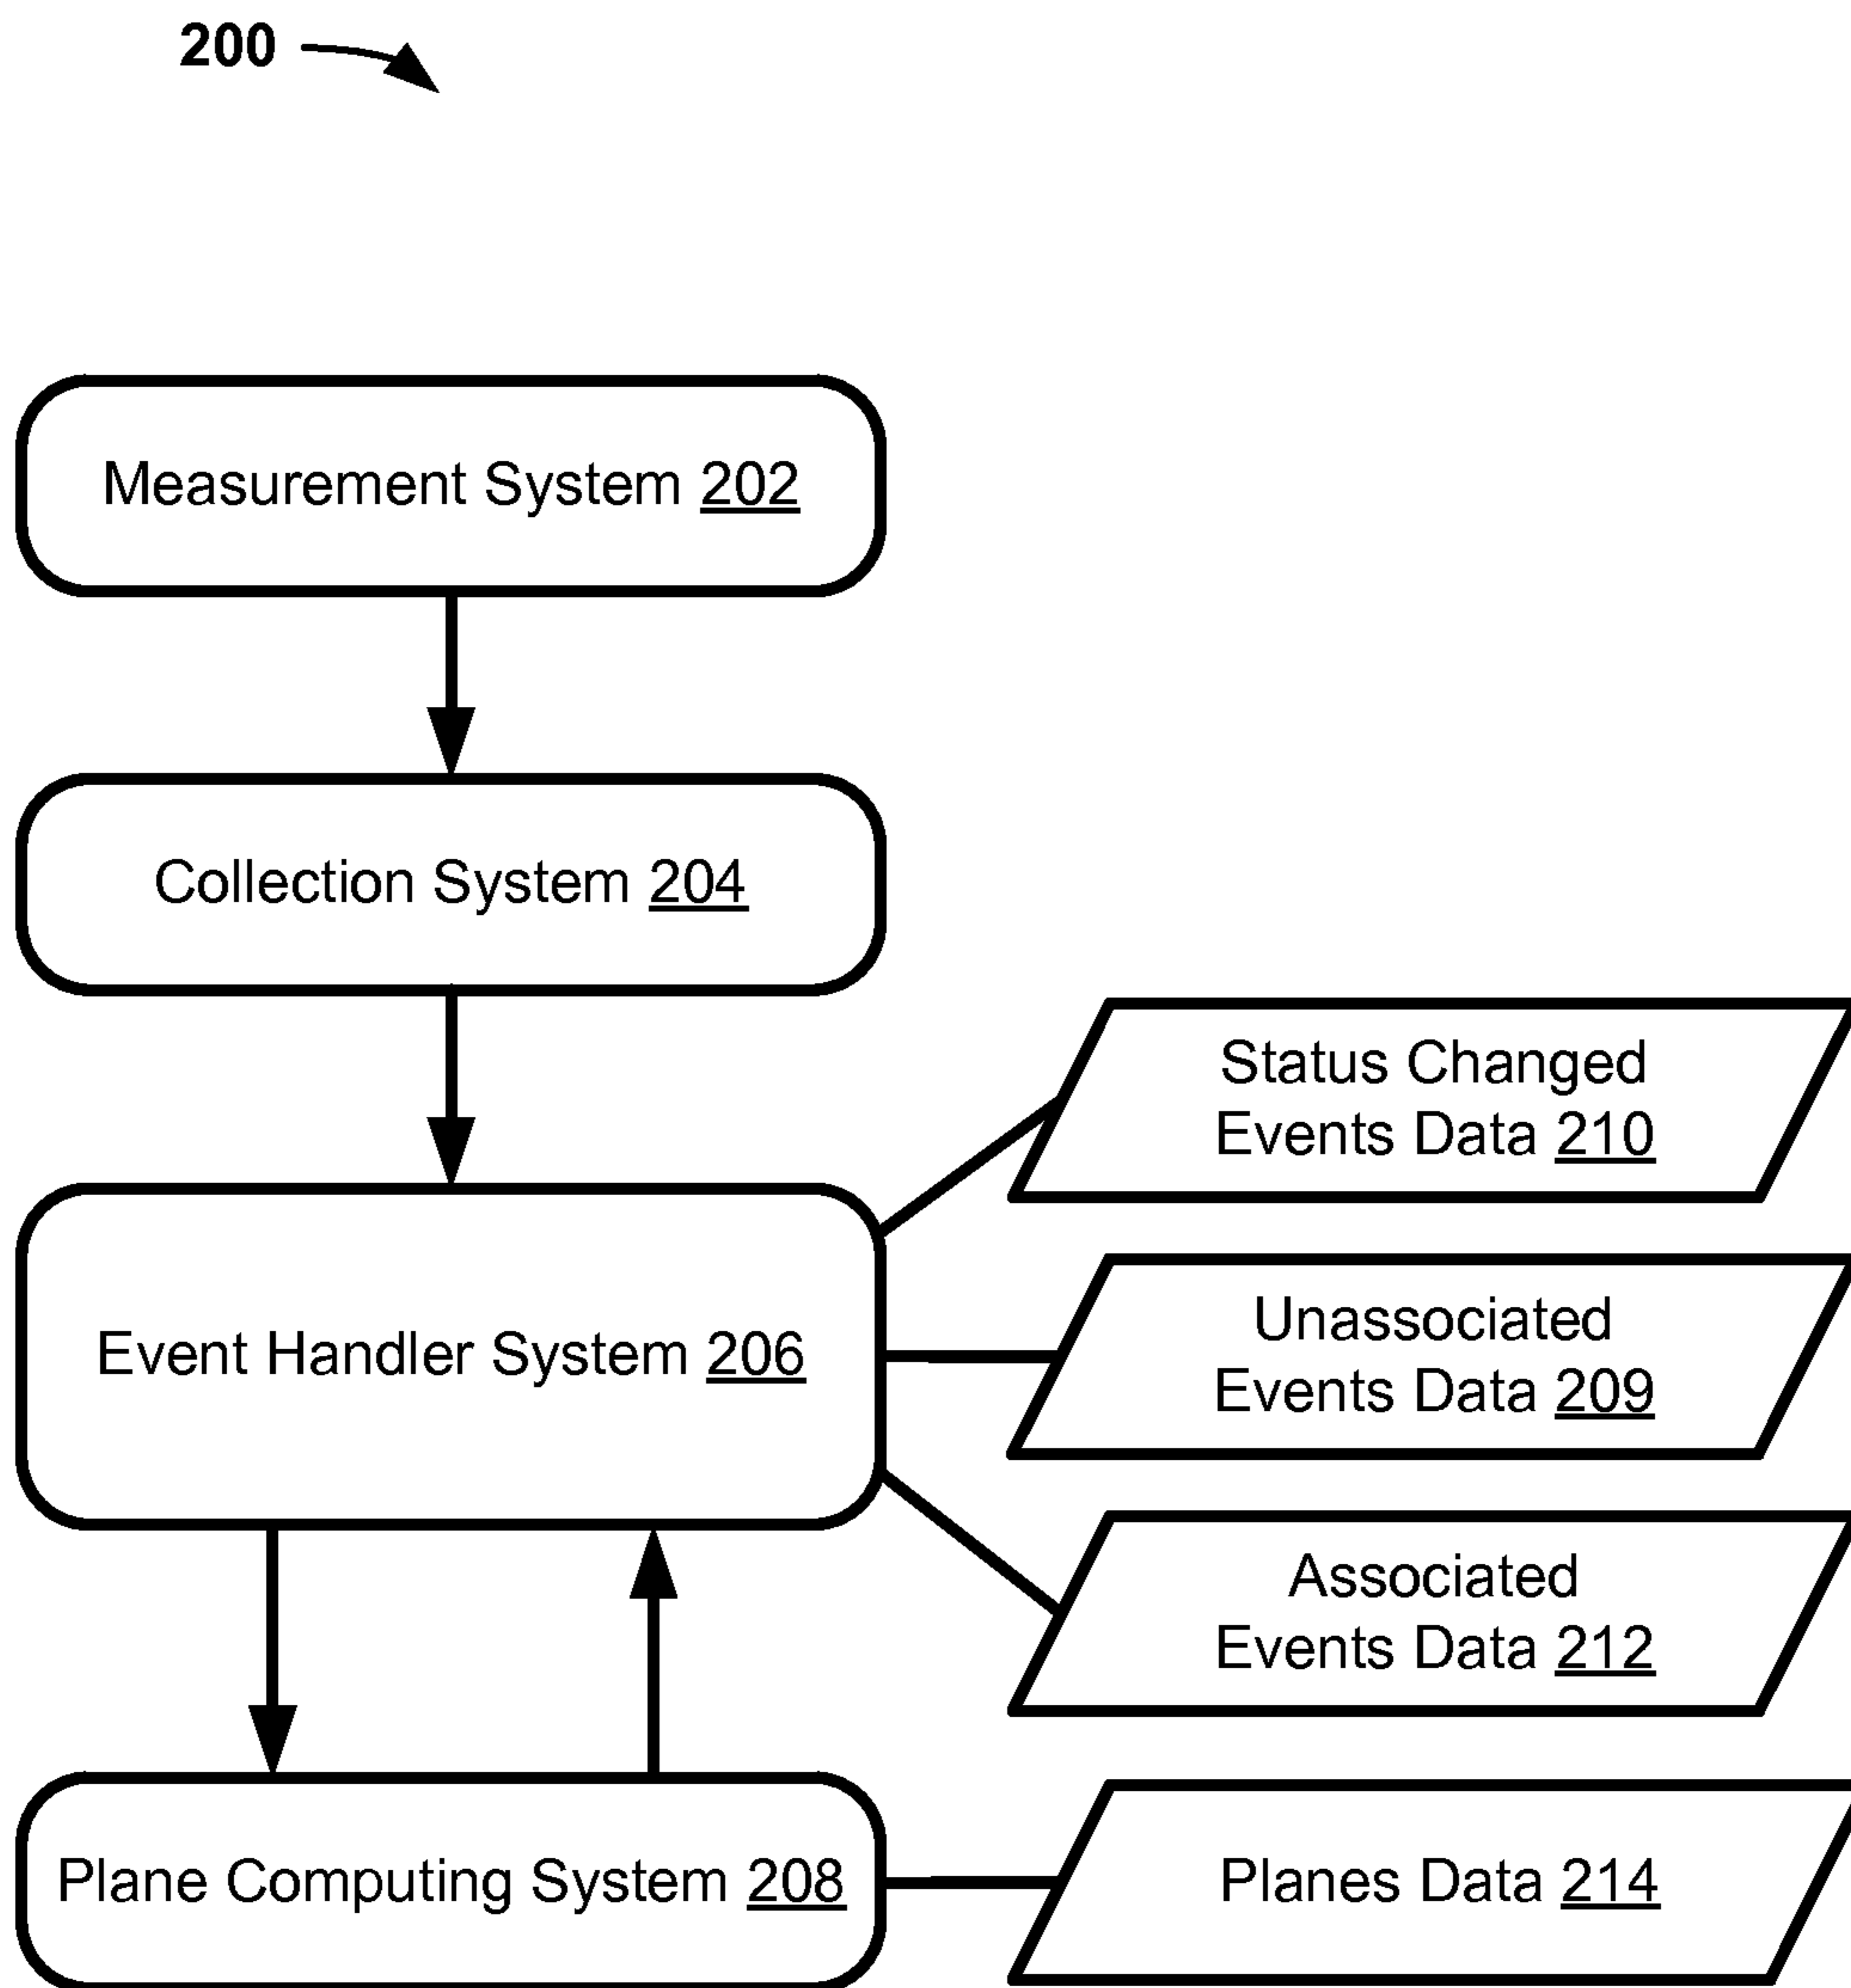 200
Measurement System 202
Collection System 204
Status Changed
Events Data 210
Unassociated
Events Data 209
Event Handler System 206
Associated
Events Data 212
Plane Computing System 208
Planes Data 214